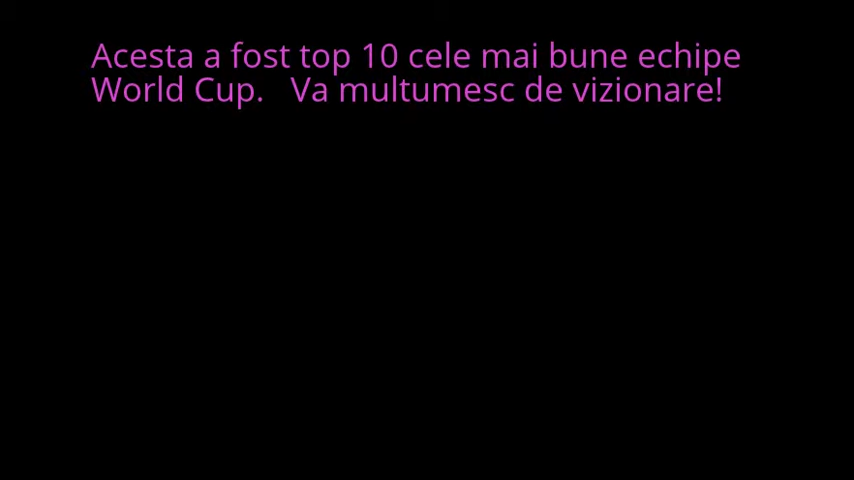 Acesta a fost top 10 cele mai bune echipe
World Cup.   Va multumesc de vizionare!